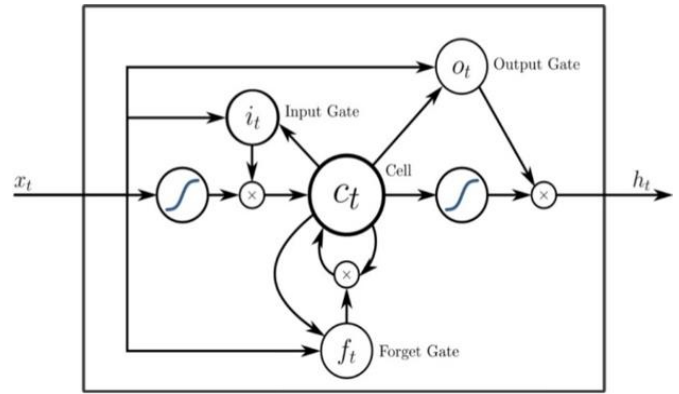 o_t Output Gate
i_t Input Gate
x_t
×
c_t
Cell
×
h_t
×
f_t Forget Gate